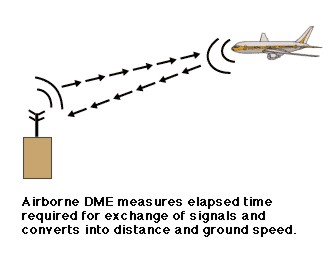 Airborne DME measures elapsed time
required for exchange of signals and
converts into distance and ground speed.